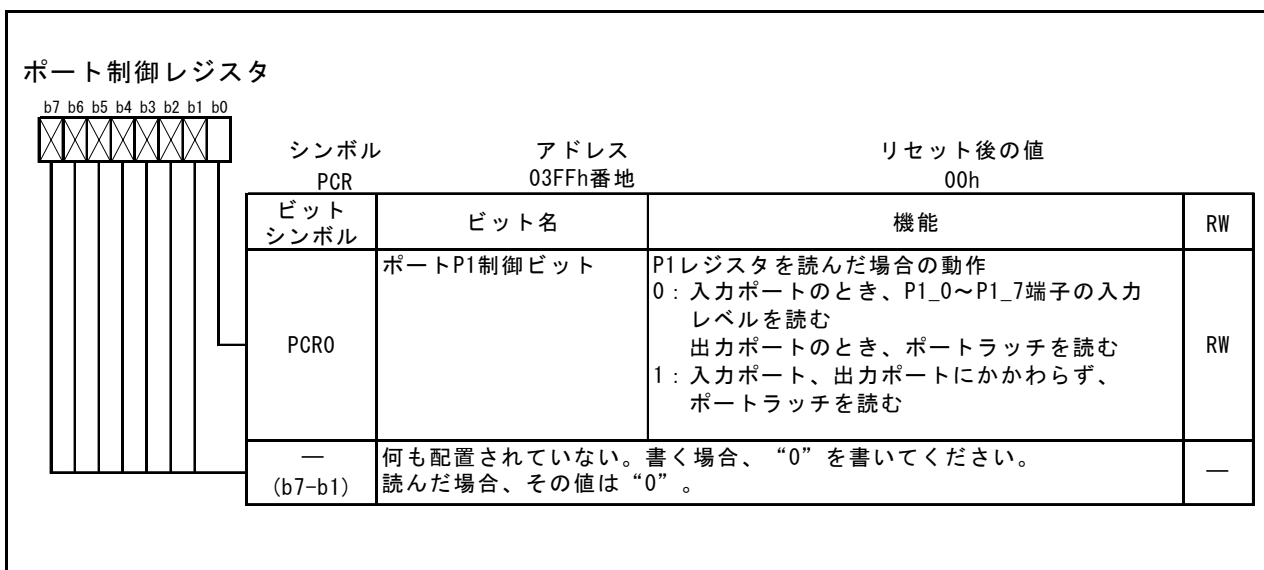 ポート制御レジスタ
b7 b6 b5 b4 b3 b2 b1 b0
シンボル アドレス リセット後の値
PCR 03FFh番地 00h
ビット
シンボル
ビット名
機能
RW
PCR0
ポートP1制御ビット
P1レジスタを読んだ場合の動作
0：入力ポートのとき、P1_0～P1_7端子の入力
レベルを読む
出力ポートのとき、ポートラッチを読む
1：入力ポート、出力ポートにかかわらず、
ポートラッチを読む
RW
―
(b7-b1)
何も配置されていない。書く場合、“0”を書いてください。
読んだ場合、その値は“0”。
―